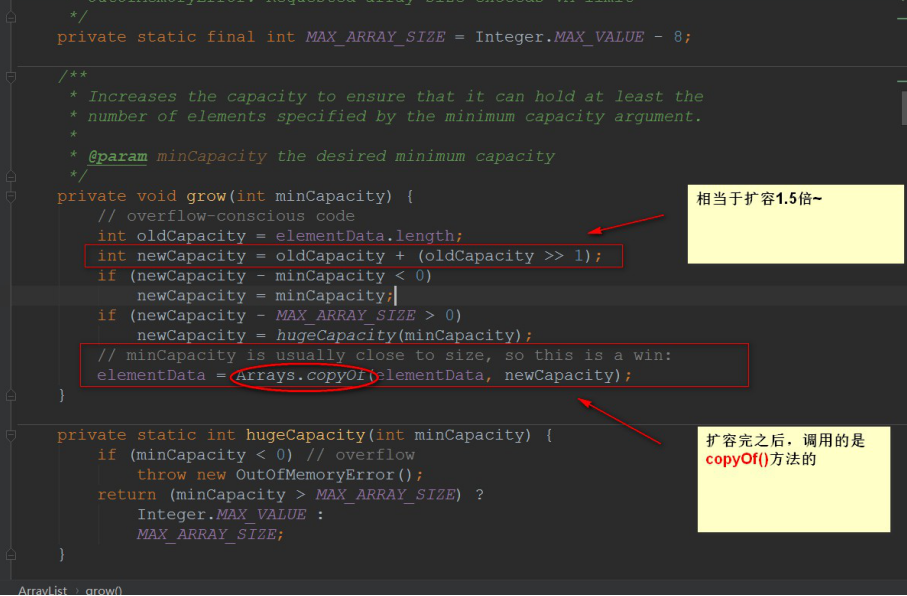 OutOfMemoryError: Requested array size exceeds VM limit
*/
private static final int MAX_ARRAY_SIZE = Integer.MAX_VALUE - 8;
/**
* Increases the capacity to ensure that it can hold at least the
* number of elements specified by the minimum capacity argument.
*
* @param minCapacity the desired minimum capacity
*/
private void grow(int minCapacity) {
// overflow-conscious code
int oldCapacity = elementData.length;
int newCapacity = oldCapacity + (oldCapacity >> 1);
if (newCapacity - minCapacity < 0)
newCapacity = minCapacity;
if (newCapacity - MAX_ARRAY_SIZE > 0)
newCapacity = hugeCapacity(minCapacity);
// minCapacity is usually close to size, so this is a win:
elementData = Arrays.copyOf(elementData, newCapacity);
}
相当于扩容1.5倍~
private static int hugeCapacity(int minCapacity) {
if (minCapacity < 0) // overflow
throw new OutOfMemoryError();
return (minCapacity > MAX_ARRAY_SIZE) ?
Integer.MAX_VALUE :
MAX_ARRAY_SIZE;
}
扩容完之后，调用的是
copyOf()方法的
ArrayList › grow()